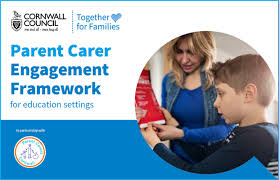 CORNWALL
COUNCIL
Together
for Families
Parent Carer
Engagement
Framework
for education settings
in partnership with